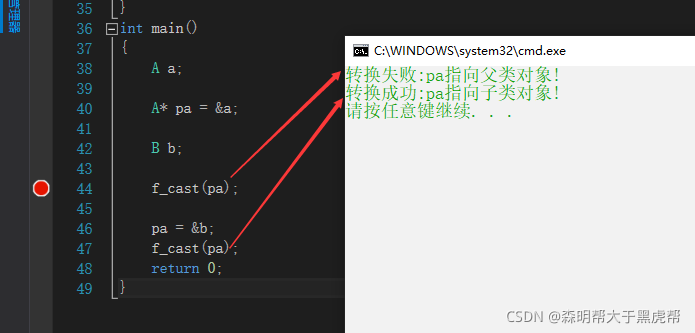 管理器
35 }
36 int main()
37 {
38 A a;
39
40 A* pa = &a;
41
42 B b;
43
44 f_cast(pa);
45
46 pa = &b;
47 f_cast(pa);
48 return 0;
49 }
C:\WINDOWS\system32\cmd.exe
转换失败:pa指向父类对象!
转换成功:pa指向子类对象!
请按任意键继续. . .
CSDN @森明帮大于黑虎帮